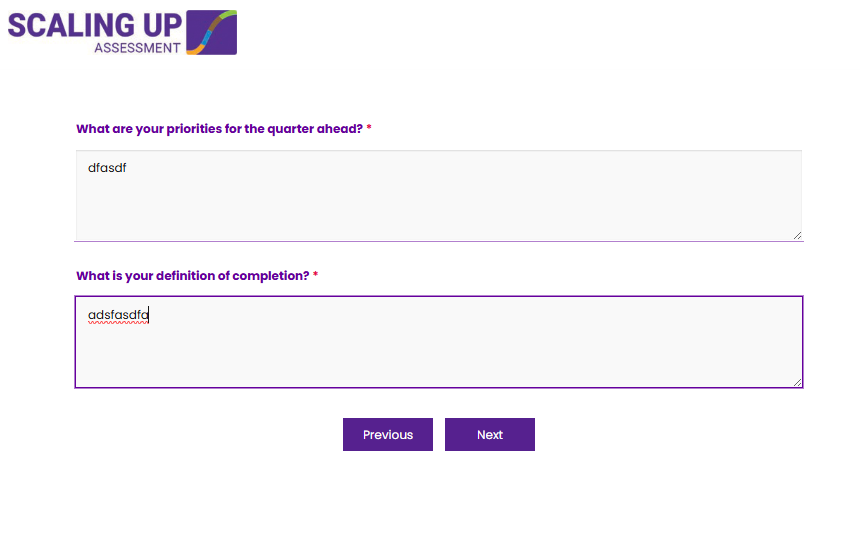 SCALING UP
ASSESSMENT
What are your priorities for the quarter ahead? *
dfasdf
What is your definition of completion? *
adsfasdfa
Previous Next